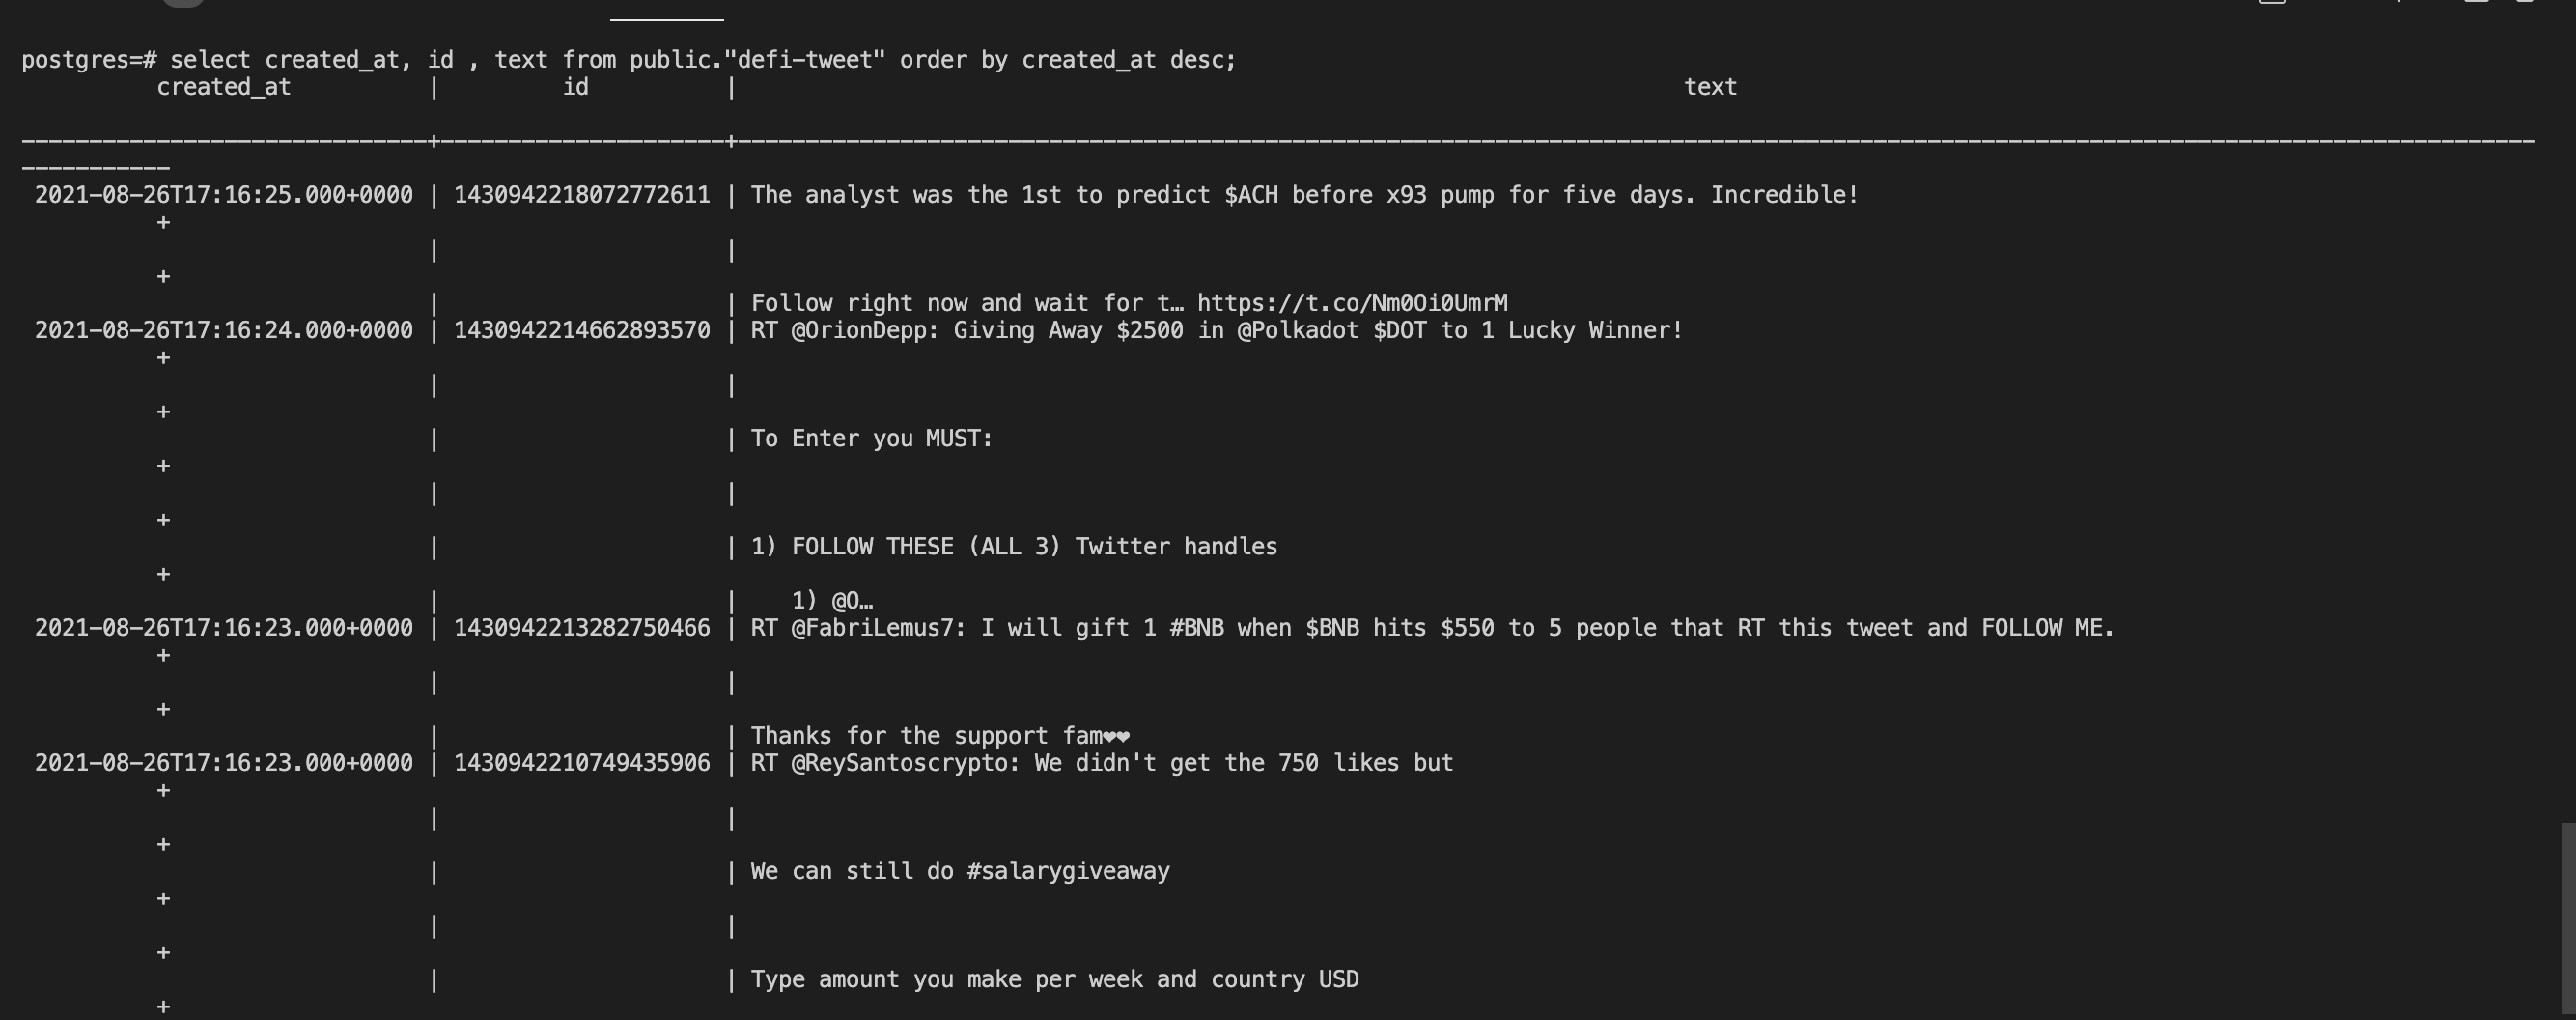 postgres=# select created_at, id , text from public."defi-tweet" order by created_at desc;
created_at | id | text
------------------------------+---------------------+-------------------------------------------------------------------------------------------------------------------------------------
-----------
2021-08-26T17:16:25.000+0000 | 1430942218072772611 | The analyst was the 1st to predict $ACH before x93 pump for five days. Incredible!
+
| |
+
| | Follow right now and wait for t… https://t.co/Nm0Oi0UmrM
2021-08-26T17:16:24.000+0000 | 1430942214662893570 | RT @OrionDepp: Giving Away $2500 in @Polkadot $DOT to 1 Lucky Winner!
+
| |
+
| | To Enter you MUST:
+
| |
+
| | 1) FOLLOW THESE (ALL 3) Twitter handles
+
| | 1) @O…
2021-08-26T17:16:23.000+0000 | 1430942213282750466 | RT @FabriLemus7: I will gift 1 #BNB when $BNB hits $550 to 5 people that RT this tweet and FOLLOW ME.
+
| |
+
| | Thanks for the support fam❤❤
2021-08-26T17:16:23.000+0000 | 1430942210749435906 | RT @ReySantoscrypto: We didn't get the 750 likes but
+
| |
+
| | We can still do #salarygiveaway
+
| |
+
| | Type amount you make per week and country USD
+